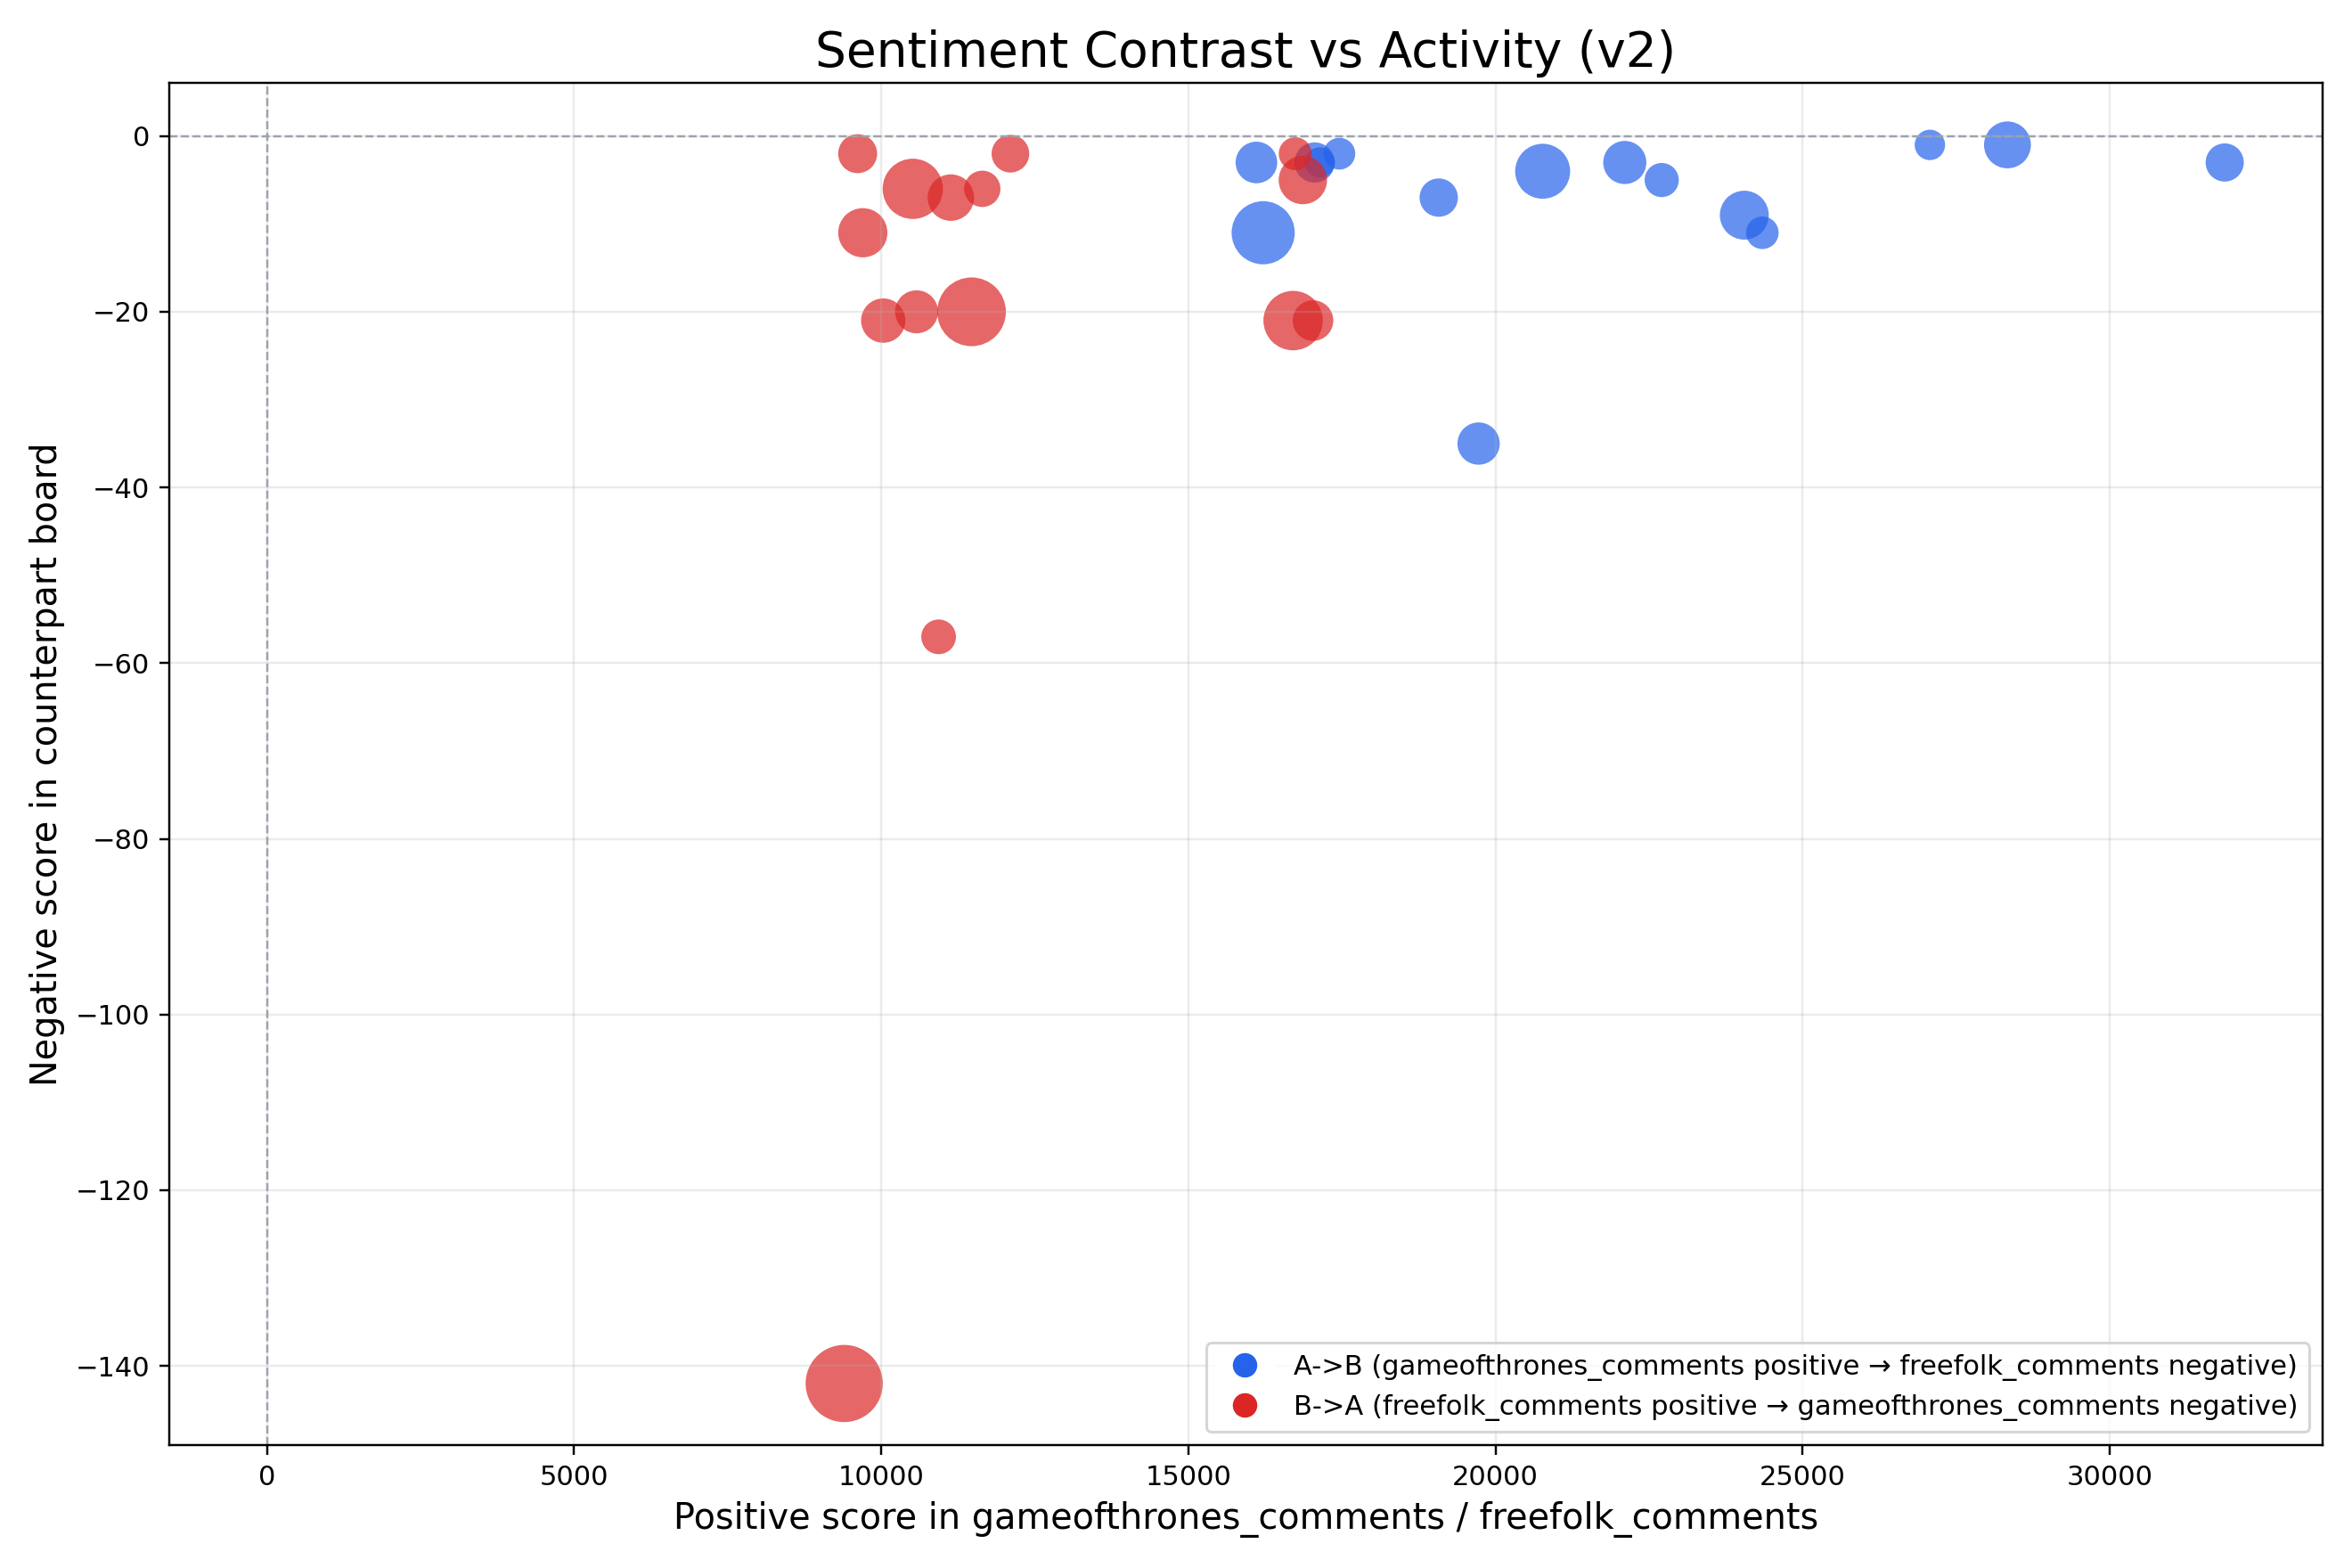 Sentiment Contrast vs Activity (v2)
0
−20
−40
−60
−80
−100
−120
−140
Negative score in counterpart board
A->B (gameofthrones_comments positive → freefolk_comments negative)
B->A (freefolk_comments positive → gameofthrones_comments negative)
0 5000 10000 15000 20000 25000 30000
Positive score in gameofthrones_comments / freefolk_comments